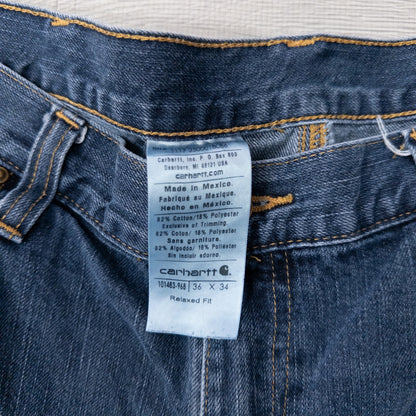 Carhartt, Inc. P.O. BOX 600
Dearborn, MI 48121 USA
carhartt.com
Made in Mexico.
Fabriqué au Mexique.
Hecho en México.
82% Cotton/18% Polyester
Exclusive of Trimming
82% Coton/18% Polyester
Sans garniture.
82% Algodón/18% Polyester
Sin incluir adorno.
carhartt
101483-968 36 X 34
Relaxed Fit